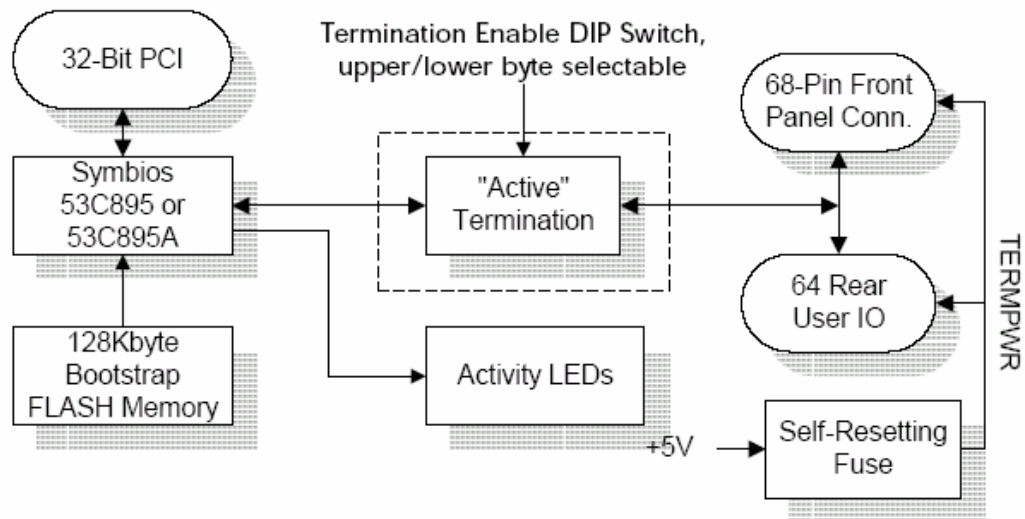 32-Bit PCI
Termination Enable DIP Switch,
upper/lower byte selectable
68-Pin Front
Panel Conn.
Symbios
53C895 or
53C895A
"Active"
Termination
64 Rear
User IO
TERMPWR
128Kbyte
Bootstrap
FLASH Memory
Activity LEDs
+5V
Self-Resetting
Fuse